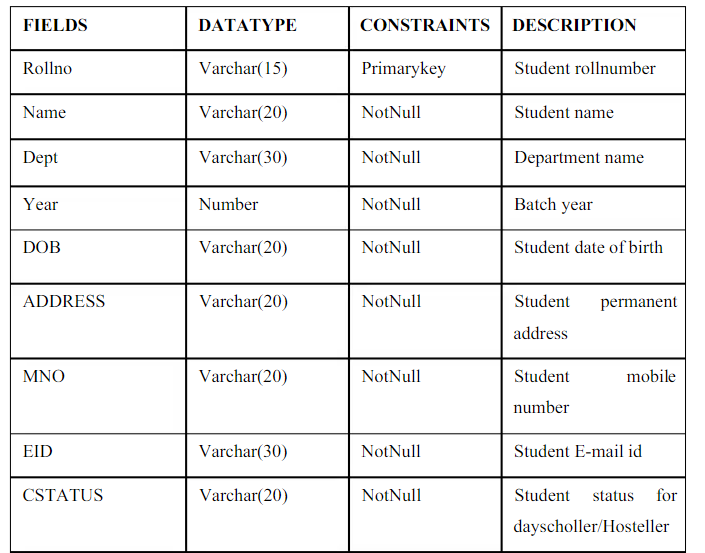 FIELDS DATATYPE CONSTRAINTS DESCRIPTION
Rollno Varchar(15) Primarykey Student rollnumber
Name Varchar(20) NotNull Student name
Dept Varchar(30) NotNull Department name
Year Number NotNull Batch year
DOB Varchar(20) NotNull Student date of birth
ADDRESS Varchar(20) NotNull Student permanent
address
MNO Varchar(20) NotNull Student mobile
number
EID Varchar(30) NotNull Student E-mail id
CSTATUS Varchar(20) NotNull Student status for
dayscholler/Hosteller